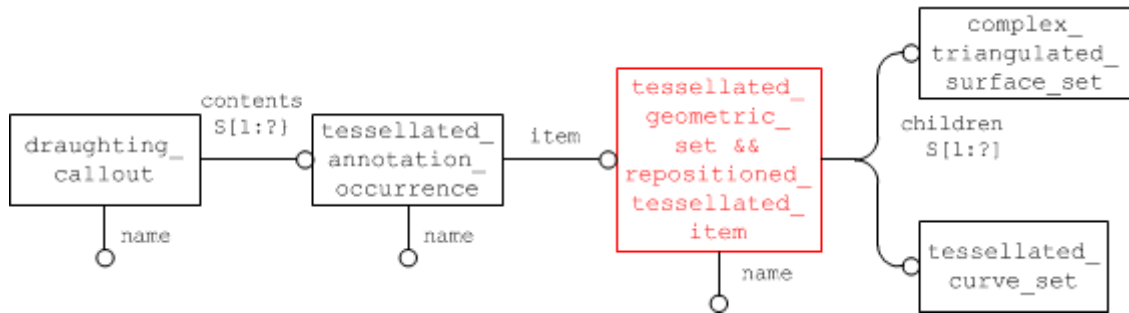 draughting_
callout
name
contents
S[1:?}
tessellated_
annotation_
occurrence
name
item
tessellated_
geometric_
set &&
repositioned_
tessellated_
item
name
children
S[1:?]
complex_
triangulated_
surface_set
tessellated_
curve_set